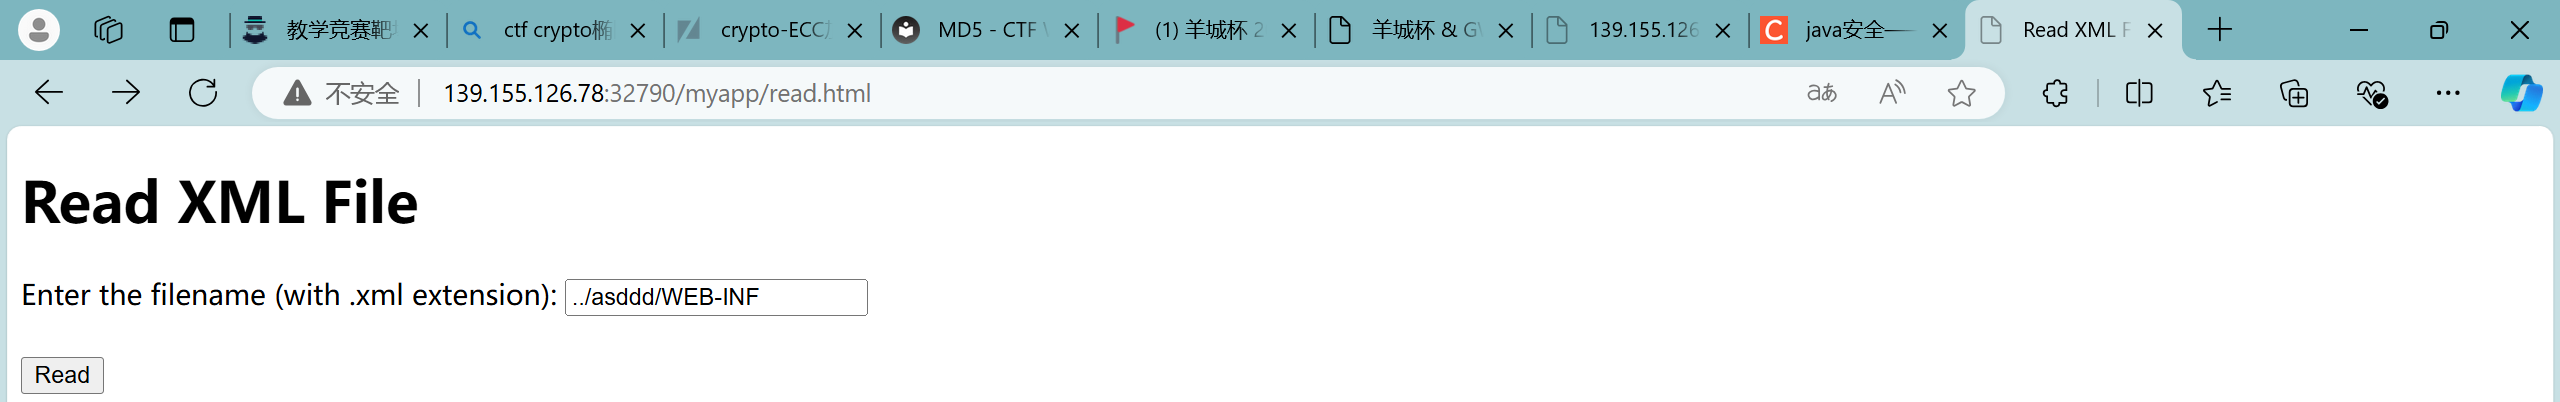 教学竞赛靶 ctf crypto椭 crypto-ECC MD5 - CTF (1) 羊城杯 2 羊城杯 & G 139.155.126 java安全—— Read XML F
不安全 139.155.126.78:32790/myapp/read.html
Read XML File
Enter the filename (with .xml extension): ../asddd/WEB-INF
Read